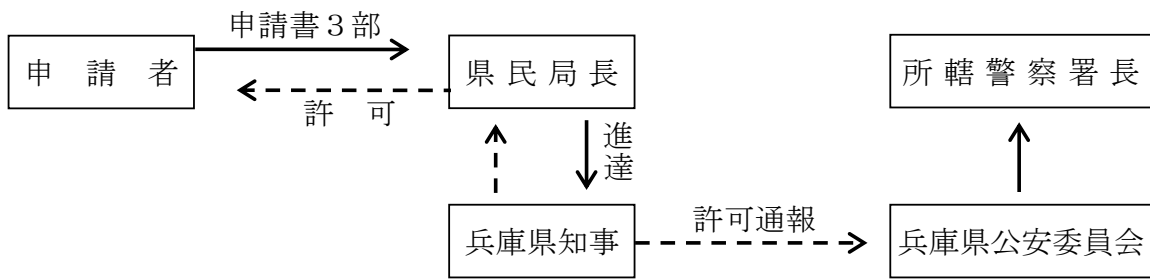 申請書３部
申請者
県民局長
所轄警察署長
許可
進達
兵庫県知事
許可通報
兵庫県公安委員会